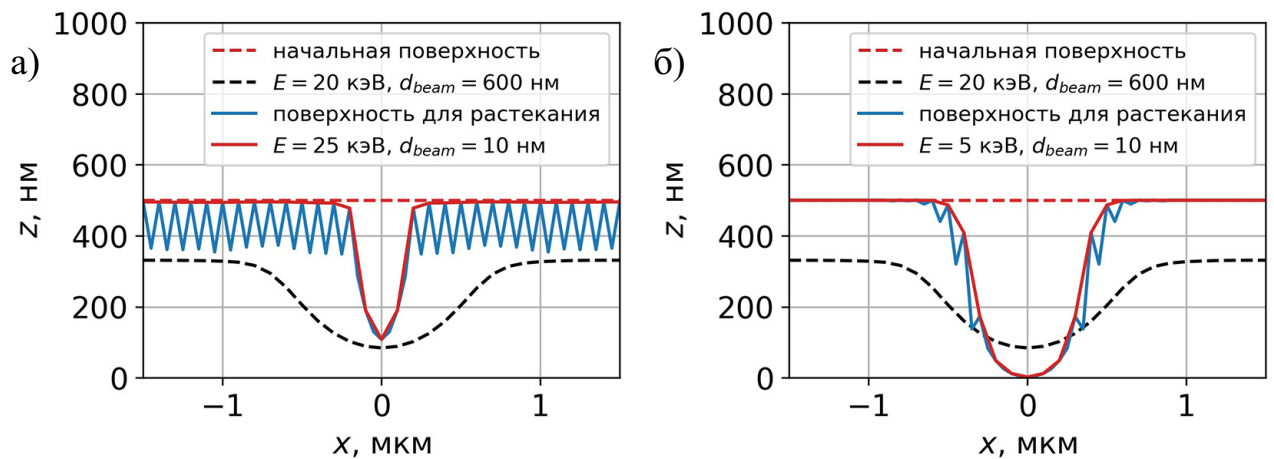 а)
1000
800
600
400
200
0
z, нм
−1
0
1
x, мкм
начальная поверхность
E = 20 кэВ, d_beam = 600 нм
поверхность для растекания
E = 25 кэВ, d_beam = 10 нм
б)
1000
800
600
400
200
0
z, нм
−1
0
1
x, мкм
начальная поверхность
E = 20 кэВ, d_beam = 600 нм
поверхность для растекания
E = 5 кэВ, d_beam = 10 нм